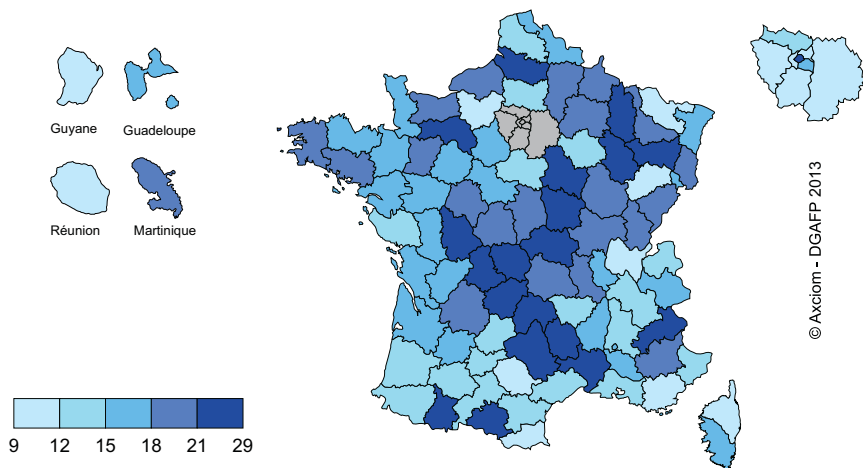 Guyane
Guadeloupe
Réunion
Martinique
© Axciom - DGAFP 2013
9 12 15 18 21 29